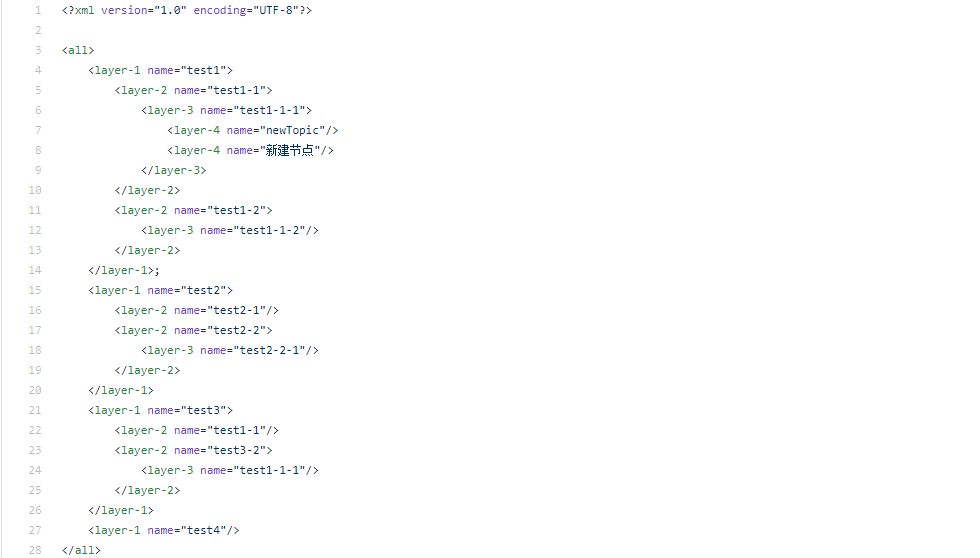 1 <?xml version="1.0" encoding="UTF-8"?>
2
3 <all>
4     <layer-1 name="test1">
5         <layer-2 name="test1-1">
6             <layer-3 name="test1-1-1">
7                 <layer-4 name="newTopic"/>
8                 <layer-4 name="新建节点"/>
9             </layer-3>
10         </layer-2>
11         <layer-2 name="test1-2">
12             <layer-3 name="test1-1-2"/>
13         </layer-2>
14     </layer-1>;
15     <layer-1 name="test2">
16         <layer-2 name="test2-1"/>
17         <layer-2 name="test2-2">
18             <layer-3 name="test2-2-1"/>
19         </layer-2>
20     </layer-1>
21     <layer-1 name="test3">
22         <layer-2 name="test1-1"/>
23         <layer-2 name="test3-2">
24             <layer-3 name="test1-1-1"/>
25         </layer-2>
26     </layer-1>
27     <layer-1 name="test4"/>
28 </all>